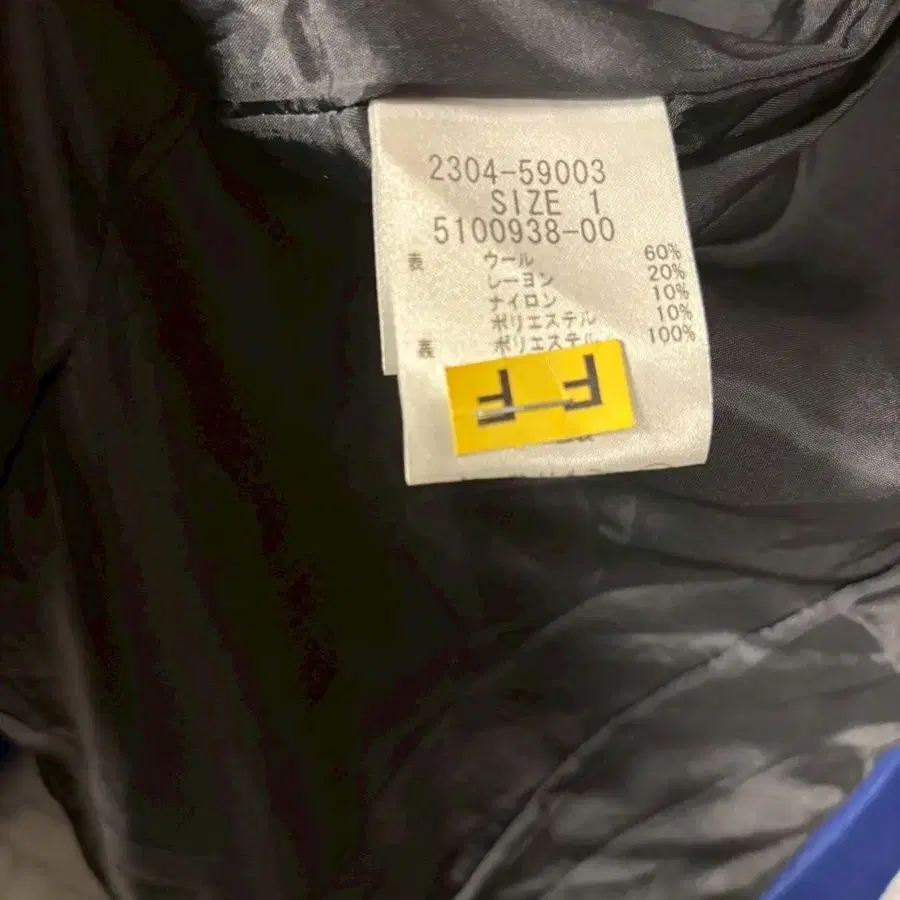 2304-59003
SIZE 1
5100938-00
表 ウール 60%
レーヨン 20%
ナイロン 10%
ポリエステル 10%
裏 ポリエステル 100%
F F